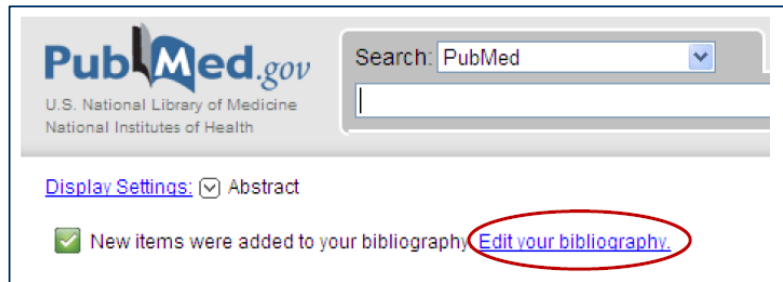 PubMed.gov
U.S. National Library of Medicine
National Institutes of Health
Search: PubMed
Display Settings: Abstract
New items were added to your bibliography Edit your bibliography.